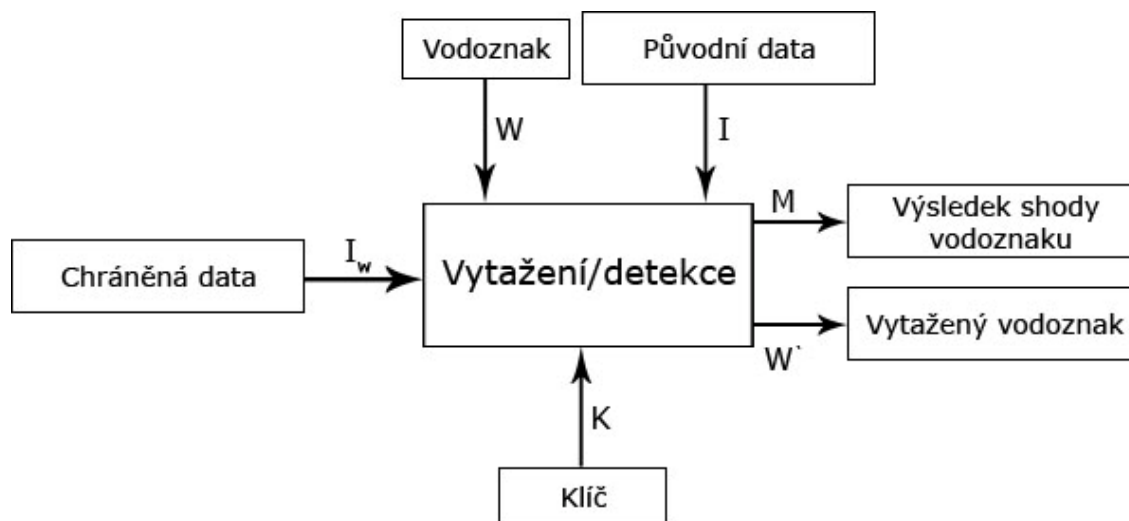 Vodoznak
Původní data
W
I
M
Výsledek shody
vodoznaku
Chráněná data
I_w
Vytažení/detekce
Vytažený vodoznak
W`
K
Klíč